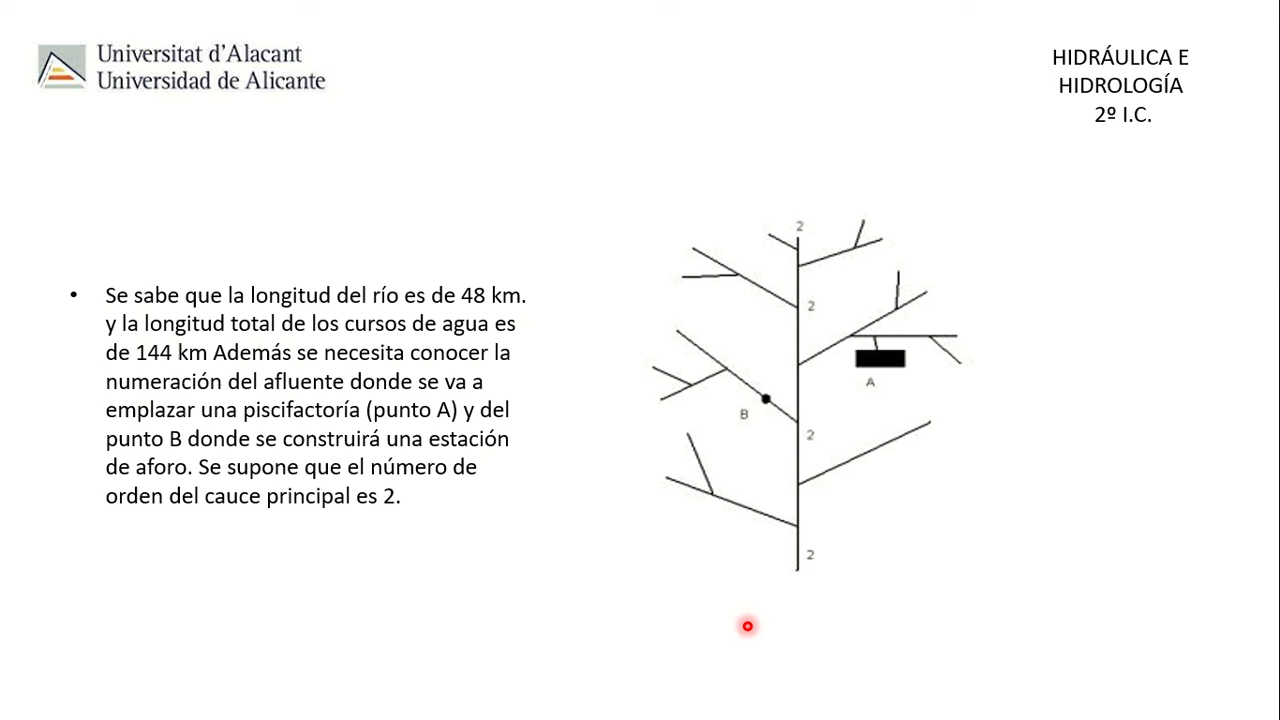 Universitat d'Alacant
Universidad de Alicante
HIDRÁULICA E
HIDROLOGÍA
2º I.C.
• Se sabe que la longitud del río es de 48 km.
y la longitud total de los cursos de agua es
de 144 km Además se necesita conocer la
numeración del afluente donde se va a
emplazar una piscifactoría (punto A) y del
punto B donde se construirá una estación
de aforo. Se supone que el número de
orden del cauce principal es 2.
2
2
A
B
2
2